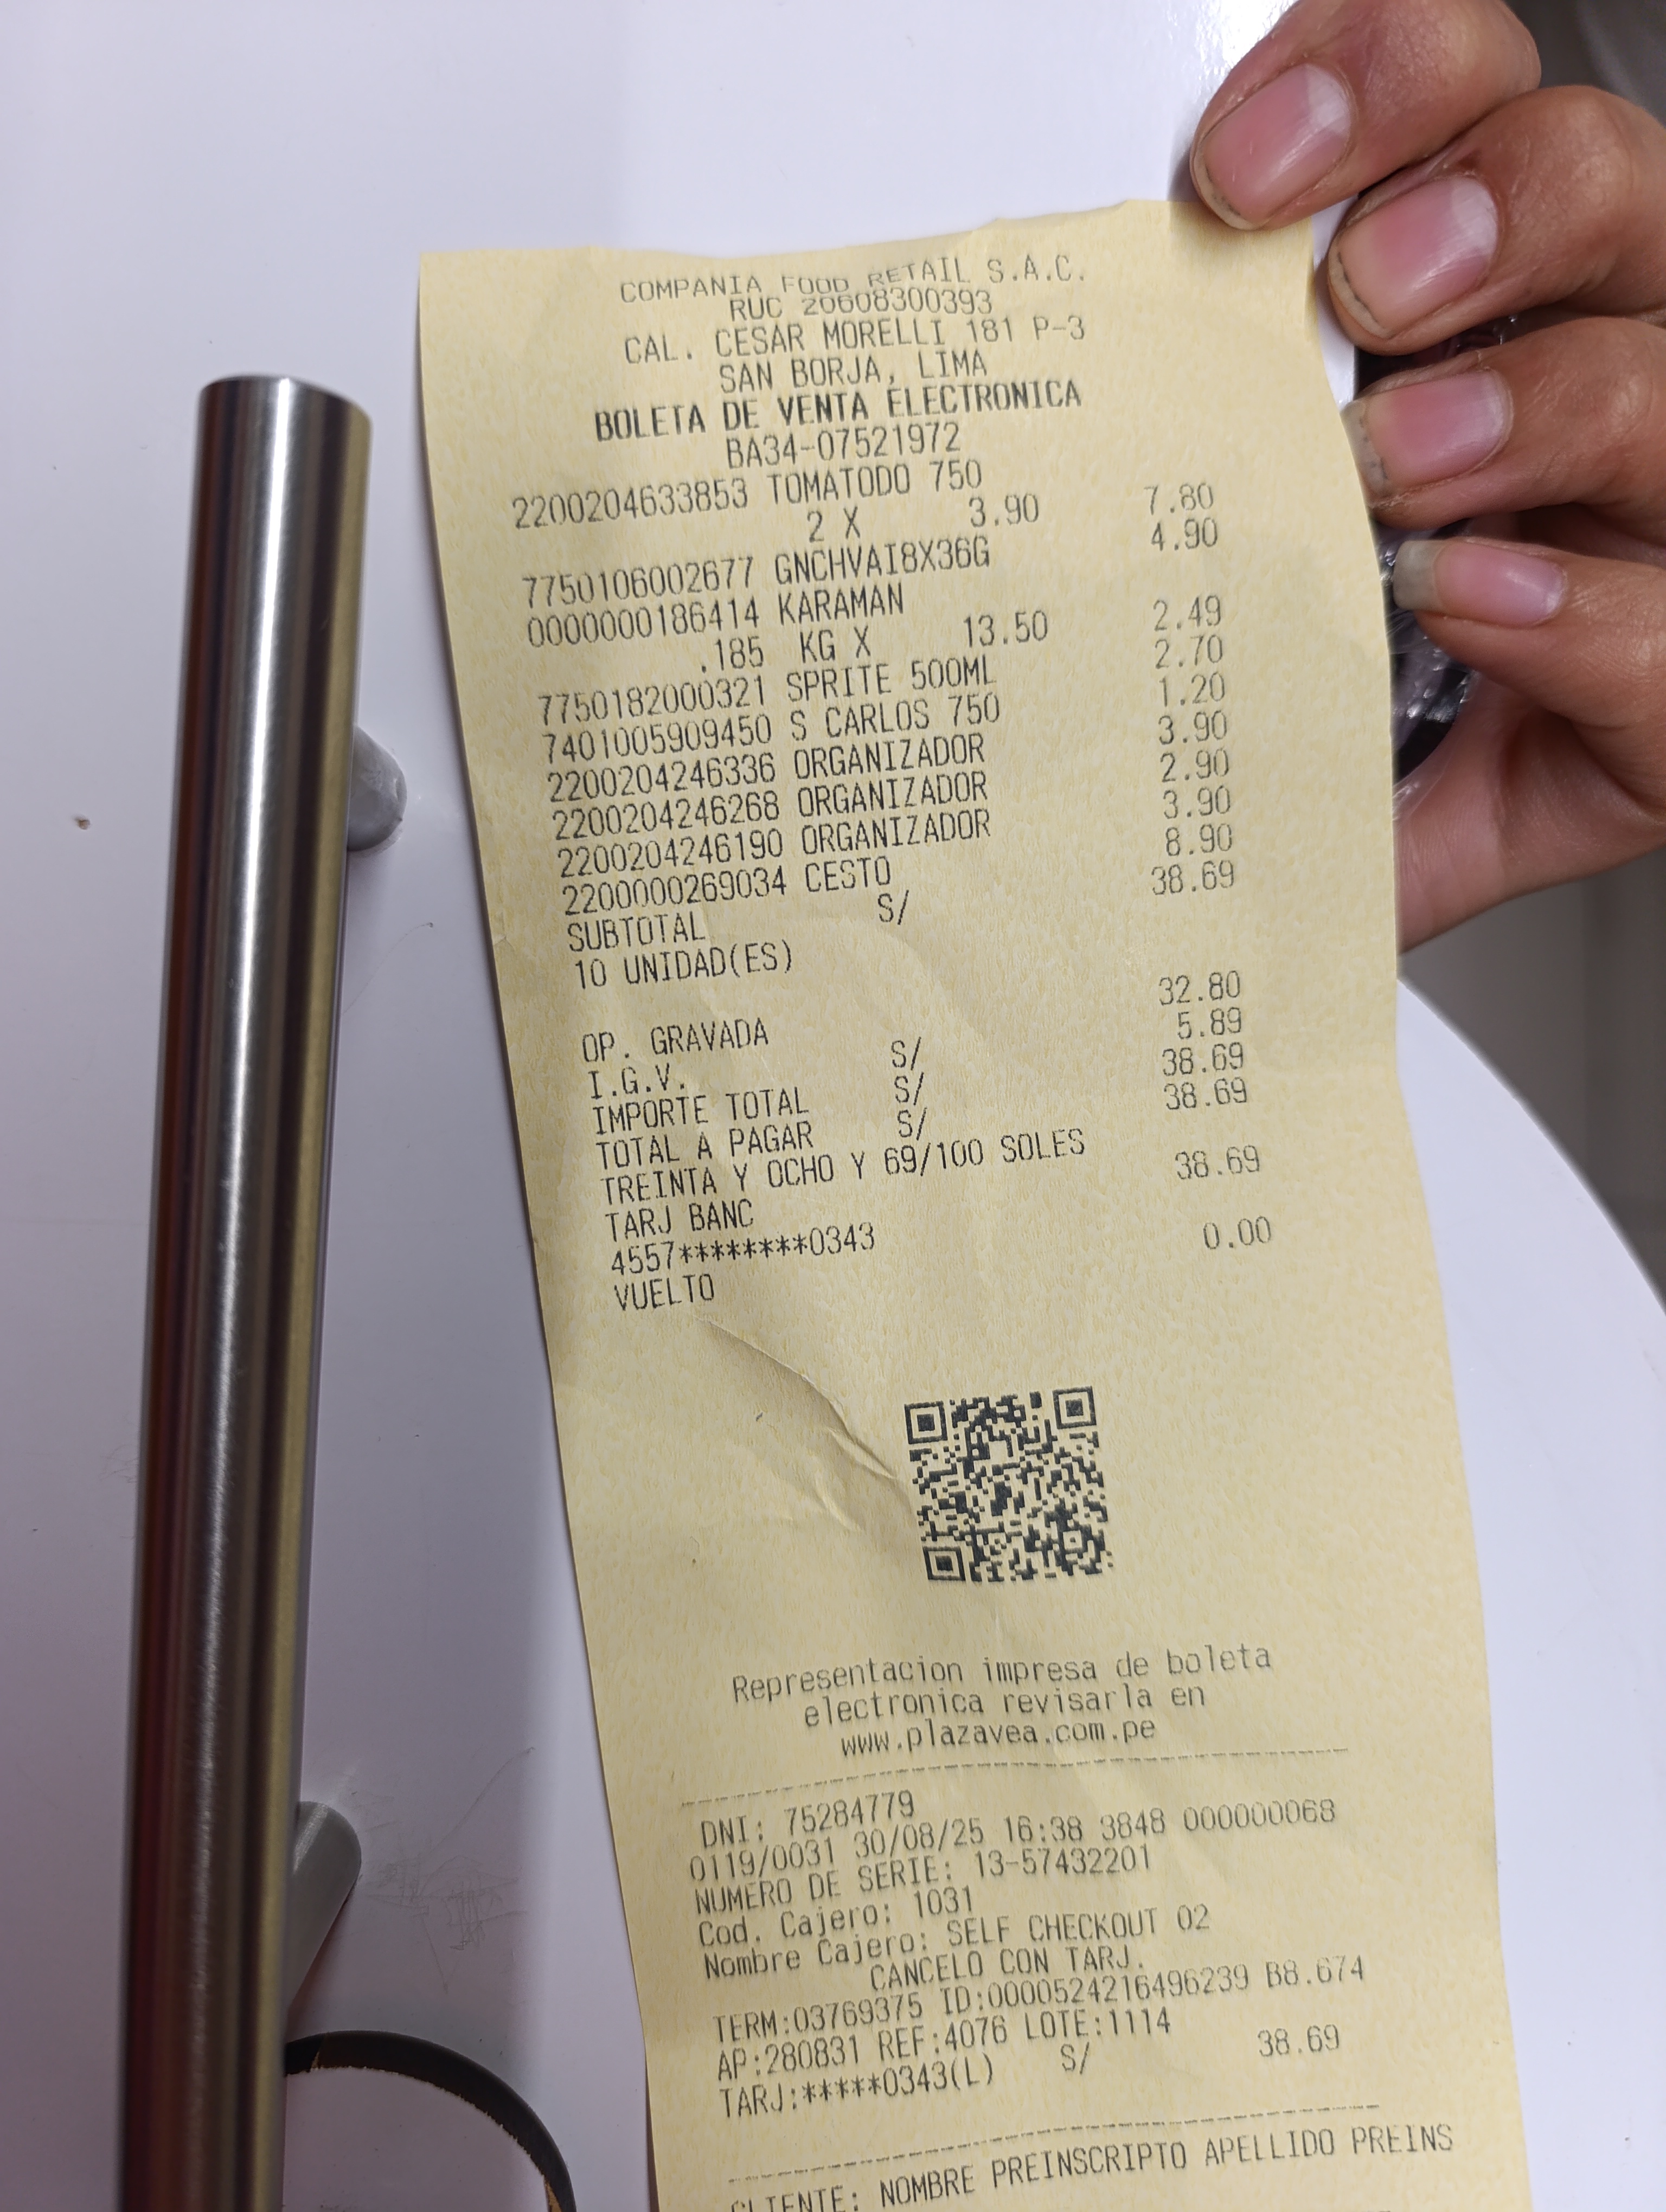 COMPANIA FOOD RETAIL S.A.C.
RUC 20608300393
CAL. CESAR MORELLI 181 P-3
SAN BORJA, LIMA
BOLETA DE VENTA ELECTRONICA
BA34-07521972
2200204633853 TOMATODO 750
2 X 3.90 7.80
7750106002677 GNCHVAI8X36G 4.90
0000000186414 KARAMAN
.185 KG X 13.50 2.49
7750182000321 SPRITE 500ML 2.70
7401005909450 S CARLOS 750 1.20
2200204246336 ORGANIZADOR 3.90
2200204246268 ORGANIZADOR 2.90
2200204246190 ORGANIZADOR 3.90
2200000269034 CESTO 8.90
SUBTOTAL S/ 38.69
10 UNIDAD(ES)
OP. GRAVADA 32.80
I.G.V. S/ 5.89
IMPORTE TOTAL S/ 38.69
TOTAL A PAGAR S/ 38.69
TREINTA Y OCHO Y 69/100 SOLES
TARJ BANC 38.69
4557********0343
VUELTO 0.00
Representacion impresa de boleta
electronica revisarla en
www.plazavea.com.pe
DNI: 75284779
0119/0031 30/08/25 16:38 3848 000000068
NUMERO DE SERIE: 13-57432201
Cod. Cajero: 1031
Nombre Cajero: SELF CHECKOUT 02
CANCELO CON TARJ.
TERM:03769375 ID:0000524216496239 B8.674
AP:280831 REF:4076 LOTE:1114
TARJ:*****0343(L) S/ 38.69
CLIENTE: NOMBRE PREINSCRIPTO APELLIDO PREINS